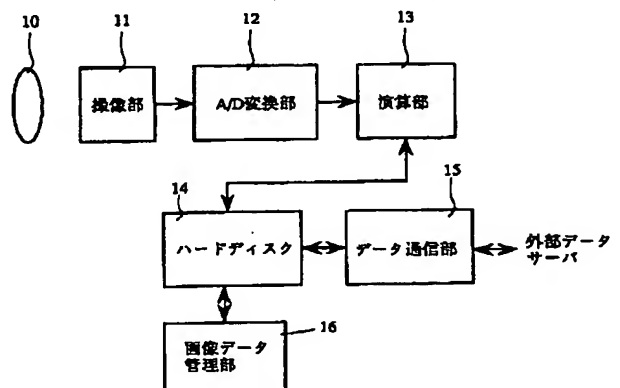 10
11
12
13
撮像部
A/D変換部
演算部
14
15
ハードディスク
データ通信部
外部データ
サーバ
16
画像データ
管理部